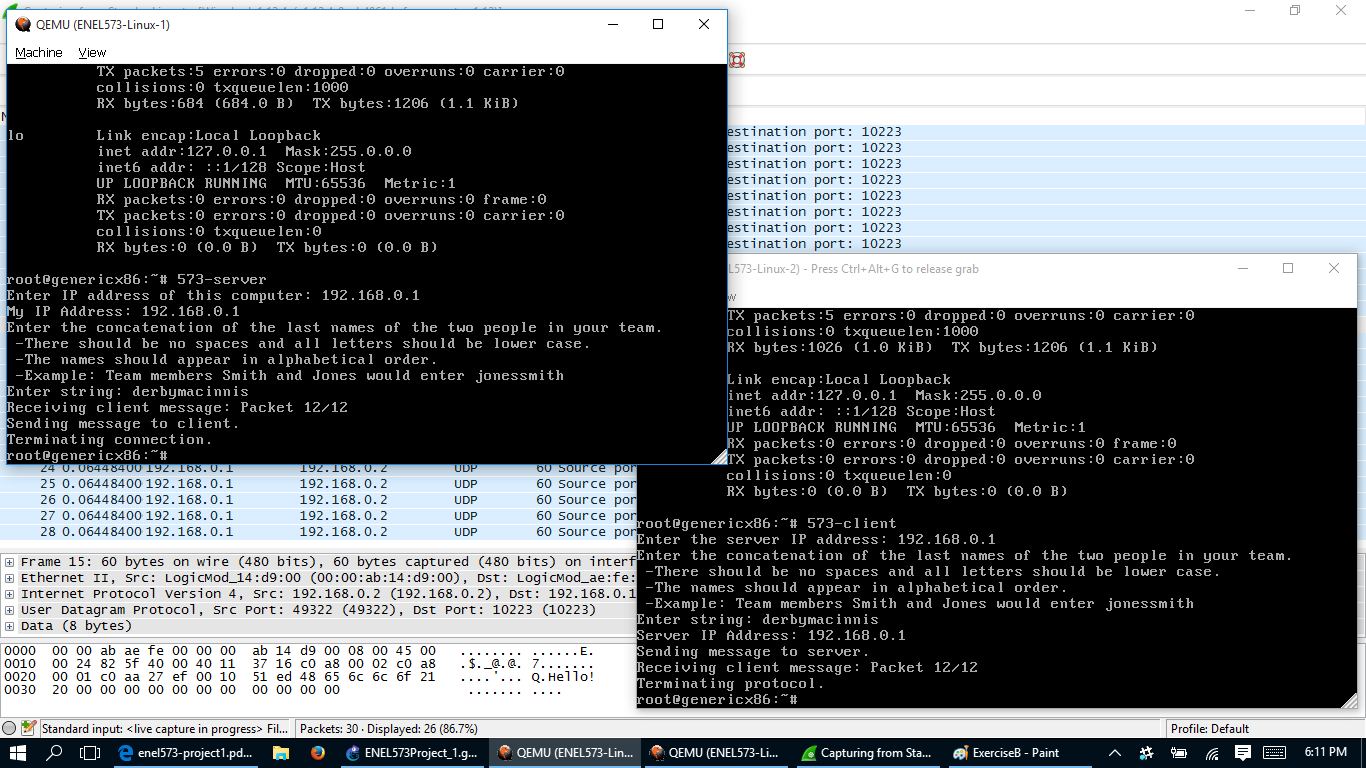 QEMU (ENEL573-Linux-1)
Machine View
TX packets:5 errors:0 dropped:0 overruns:0 carrier:0
collisions:0 txqueuelen:1000
RX bytes:684 (684.0 B)  TX bytes:1206 (1.1 KiB)
lo Link encap:Local Loopback
inet addr:127.0.0.1  Mask:255.0.0.0
inet6 addr: ::1/128 Scope:Host
UP LOOPBACK RUNNING  MTU:65536  Metric:1
RX packets:0 errors:0 dropped:0 overruns:0 frame:0
TX packets:0 errors:0 dropped:0 overruns:0 carrier:0
collisions:0 txqueuelen:0
RX bytes:0 (0.0 B)  TX bytes:0 (0.0 B)
root@genericx86:~# 573-server
Enter IP address of this computer: 192.168.0.1
My IP Address: 192.168.0.1
Enter the concatenation of the last names of the two people in your team.
-There should be no spaces and all letters should be lower case.
-The names should appear in alphabetical order.
-Example: Team members Smith and Jones would enter jonessmith
Enter string: derbymacinnis
Receiving client message: Packet 12/12
Sending message to client.
Terminating connection.
root@genericx86:~#
estination port: 10223
estination port: 10223
estination port: 10223
estination port: 10223
estination port: 10223
estination port: 10223
estination port: 10223
estination port: 10223
L573-Linux-2) - Press Ctrl+Alt+G to release grab
w
TX packets:5 errors:0 dropped:0 overruns:0 carrier:0
collisions:0 txqueuelen:1000
RX bytes:1026 (1.0 KiB)  TX bytes:1206 (1.1 KiB)
Link encap:Local Loopback
inet addr:127.0.0.1  Mask:255.0.0.0
inet6 addr: ::1/128 Scope:Host
UP LOOPBACK RUNNING  MTU:65536  Metric:1
RX packets:0 errors:0 dropped:0 overruns:0 frame:0
TX packets:0 errors:0 dropped:0 overruns:0 carrier:0
collisions:0 txqueuelen:0
RX bytes:0 (0.0 B)  TX bytes:0 (0.0 B)
root@genericx86:~# 573-client
Enter the server IP address: 192.168.0.1
Enter the concatenation of the last names of the two people in your team.
-There should be no spaces and all letters should be lower case.
-The names should appear in alphabetical order.
-Example: Team members Smith and Jones would enter jonessmith
Enter string: derbymacinnis
Server IP Address: 192.168.0.1
Sending message to server.
Receiving client message: Packet 12/12
Terminating protocol.
root@genericx86:~#
24 0.06448400 192.168.0.1 192.168.0.2 UDP 60 Source por
25 0.06448400 192.168.0.1 192.168.0.2 UDP 60 Source por
26 0.06448400 192.168.0.1 192.168.0.2 UDP 60 Source por
27 0.06448400 192.168.0.1 192.168.0.2 UDP 60 Source por
28 0.06448400 192.168.0.1 192.168.0.2 UDP 60 Source por
Frame 15: 60 bytes on wire (480 bits), 60 bytes captured (480 bits) on interf
Ethernet II, Src: LogicMod_14:d9:00 (00:00:ab:14:d9:00), Dst: LogicMod_ae:fe:
Internet Protocol Version 4, Src: 192.168.0.2 (192.168.0.2), Dst: 192.168.0.1
User Datagram Protocol, Src Port: 49322 (49322), Dst Port: 10223 (10223)
Data (8 bytes)
0000  00 00 ab ae fe 00 00 00  ab 14 d9 00 08 00 45 00  ........ ......E.
0010  00 24 82 5f 40 00 40 11  37 16 c0 a8 00 02 c0 a8  .$._@.@. 7.......
0020  00 01 c0 aa 27 ef 00 10  51 ed 48 65 6c 6c 6f 21  ....'... Q.Hello!
0030  20 00 00 00 00 00 00 00  00 00 00 00  ....... ....
Standard input: <live capture in progress> Fil...
Packets: 30 · Displayed: 26 (86.7%)
Profile: Default
enel573-project1.pd...
ENEL573Project_1.g...
QEMU (ENEL573-Lin...
QEMU (ENEL573-Li...
Capturing from Sta...
ExerciseB - Paint
6:11 PM